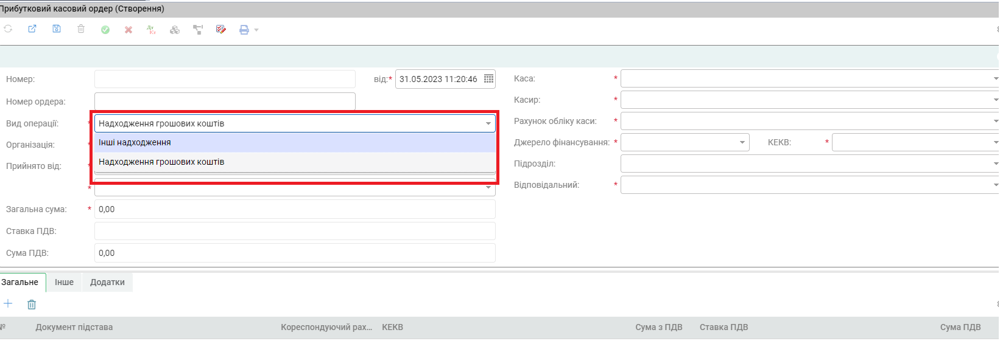 Прибутковий касовий ордер (Створення)
Дт
Кт
Номер:
від:*
31.05.2023 11:20:46
Номер ордера:
Вид операції:
*
Надходження грошових коштів
Інші надходження
Надходження грошових коштів
Організація:
*
Прийнято від:
*
*
Загальна сума:
*
0,00
Ставка ПДВ:
Сума ПДВ:
0,00
Каса:
*
Касир:
*
Рахунок обліку каси:
*
Джерело фінансування:
*
КЕКВ:
*
Підрозділ:
Відповідальний:
*
Загальне
Інше
Додатки
№
Документ підстава
Кореспондуючий рах...
КЕКВ
Сума з ПДВ
Ставка ПДВ
Сума ПДВ